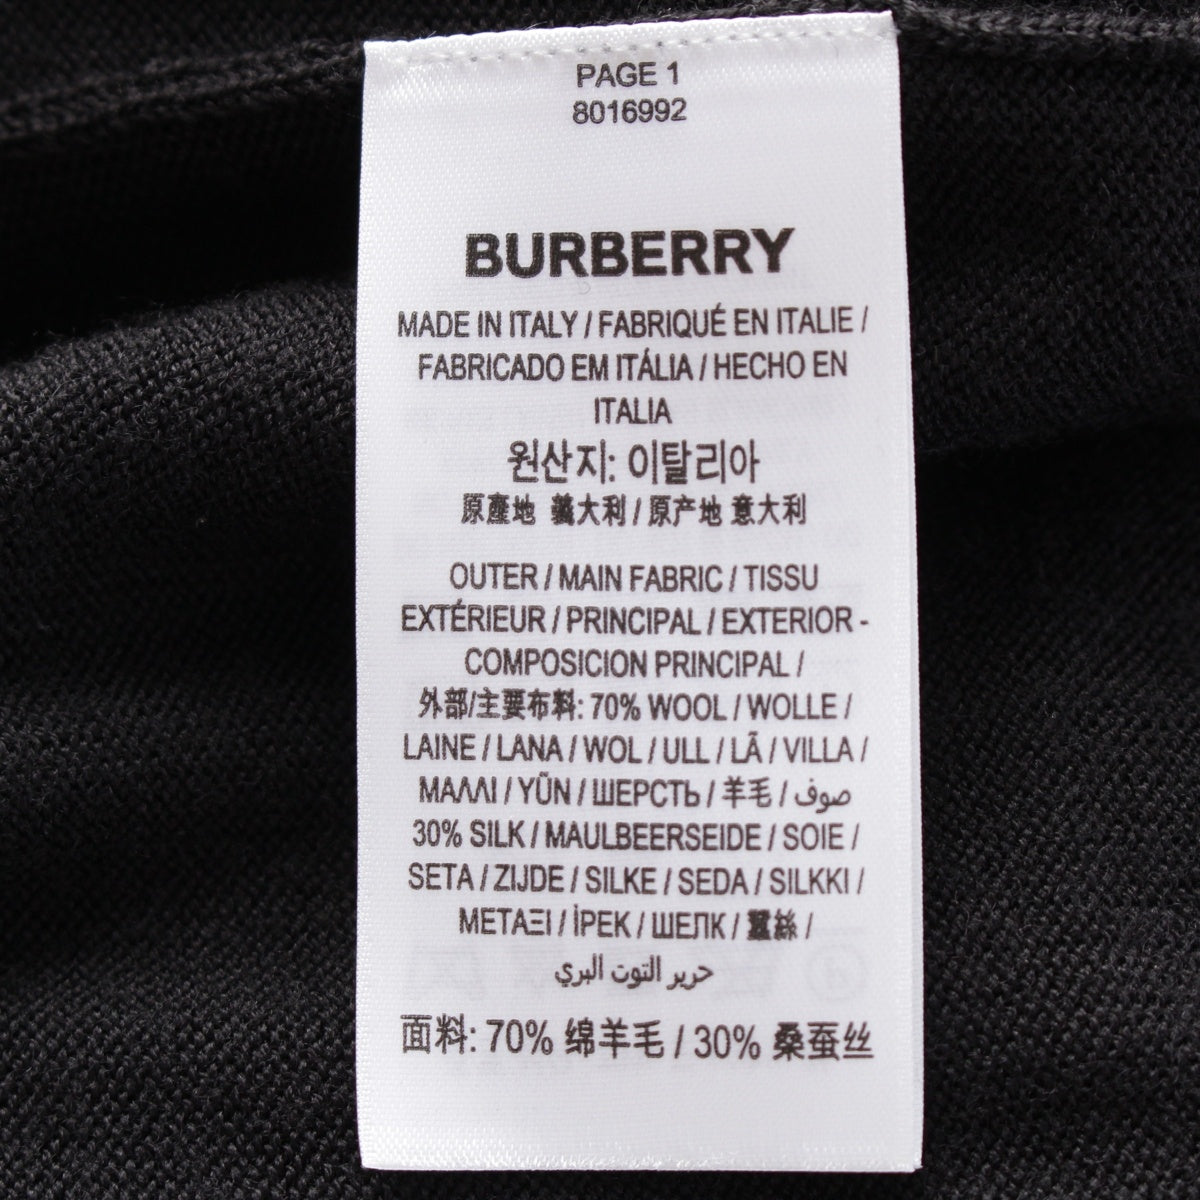 PAGE 1
8016992
BURBERRY
MADE IN ITALY / FABRIQUÉ EN ITALIE /
FABRICADO EM ITÁLIA / HECHO EN
ITALIA
원산지: 이탈리아
原產地 義大利 / 原产地 意大利
OUTER / MAIN FABRIC / TISSU
EXTÉRIEUR / PRINCIPAL / EXTERIOR -
COMPOSICION PRINCIPAL /
外部/主要布料: 70% WOOL / WOLLE /
LAINE / LANA / WOL / ULL / LÃ / VILLA /
ΜΑΛΛΙ / YŨN / ШЕРСТЬ / 羊毛 / صوف
30% SILK / MAULBEERSEIDE / SOIE /
SETA / ZIJDE / SILKE / SEDA / SILKKI /
ΜΕΤΑΞΙ / İPEK / ШЕЛК / 蠶絲 /
حرير التوت البري
面料: 70% 绵羊毛 / 30% 桑蚕丝